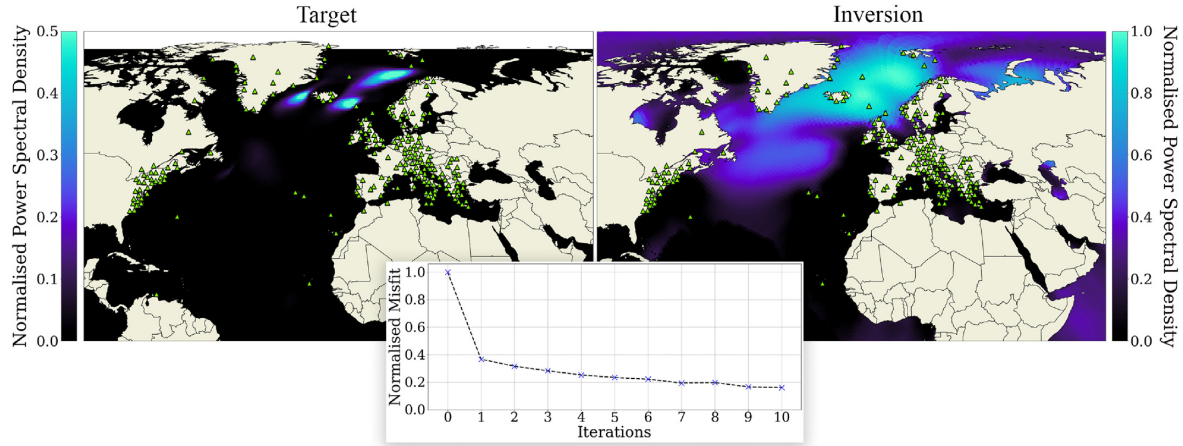 Target
Inversion
Normalised Power Spectral Density
0.5
0.4
0.3
0.2
0.1
0.0
1.0
0.8
0.6
0.4
0.2
0.0
Normalised Power Spectral Density
Normalised Misfit
1.0
0.8
0.6
0.4
0.2
0.0
0 1 2 3 4 5 6 7 8 9 10
Iterations